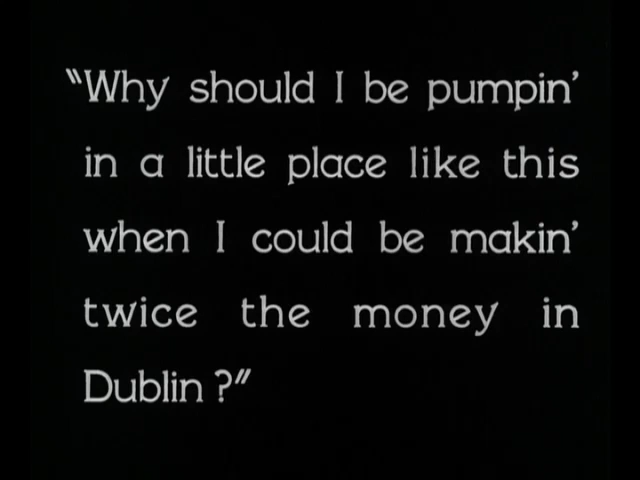 “Why should I be pumpin’
in a little place like this
when I could be makin’
twice the money in
Dublin ?”